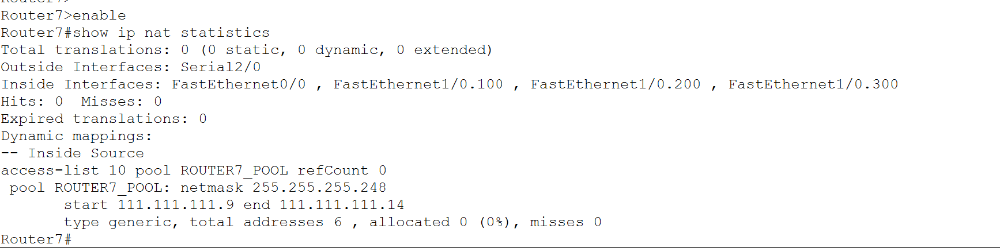 Router7>
Router7>enable
Router7#show ip nat statistics
Total translations: 0 (0 static, 0 dynamic, 0 extended)
Outside Interfaces: Serial2/0
Inside Interfaces: FastEthernet0/0 , FastEthernet1/0.100 , FastEthernet1/0.200 , FastEthernet1/0.300
Hits: 0  Misses: 0
Expired translations: 0
Dynamic mappings:
-- Inside Source
access-list 10 pool ROUTER7_POOL refCount 0
 pool ROUTER7_POOL: netmask 255.255.255.248
       start 111.111.111.9 end 111.111.111.14
       type generic, total addresses 6 , allocated 0 (0%), misses 0
Router7#